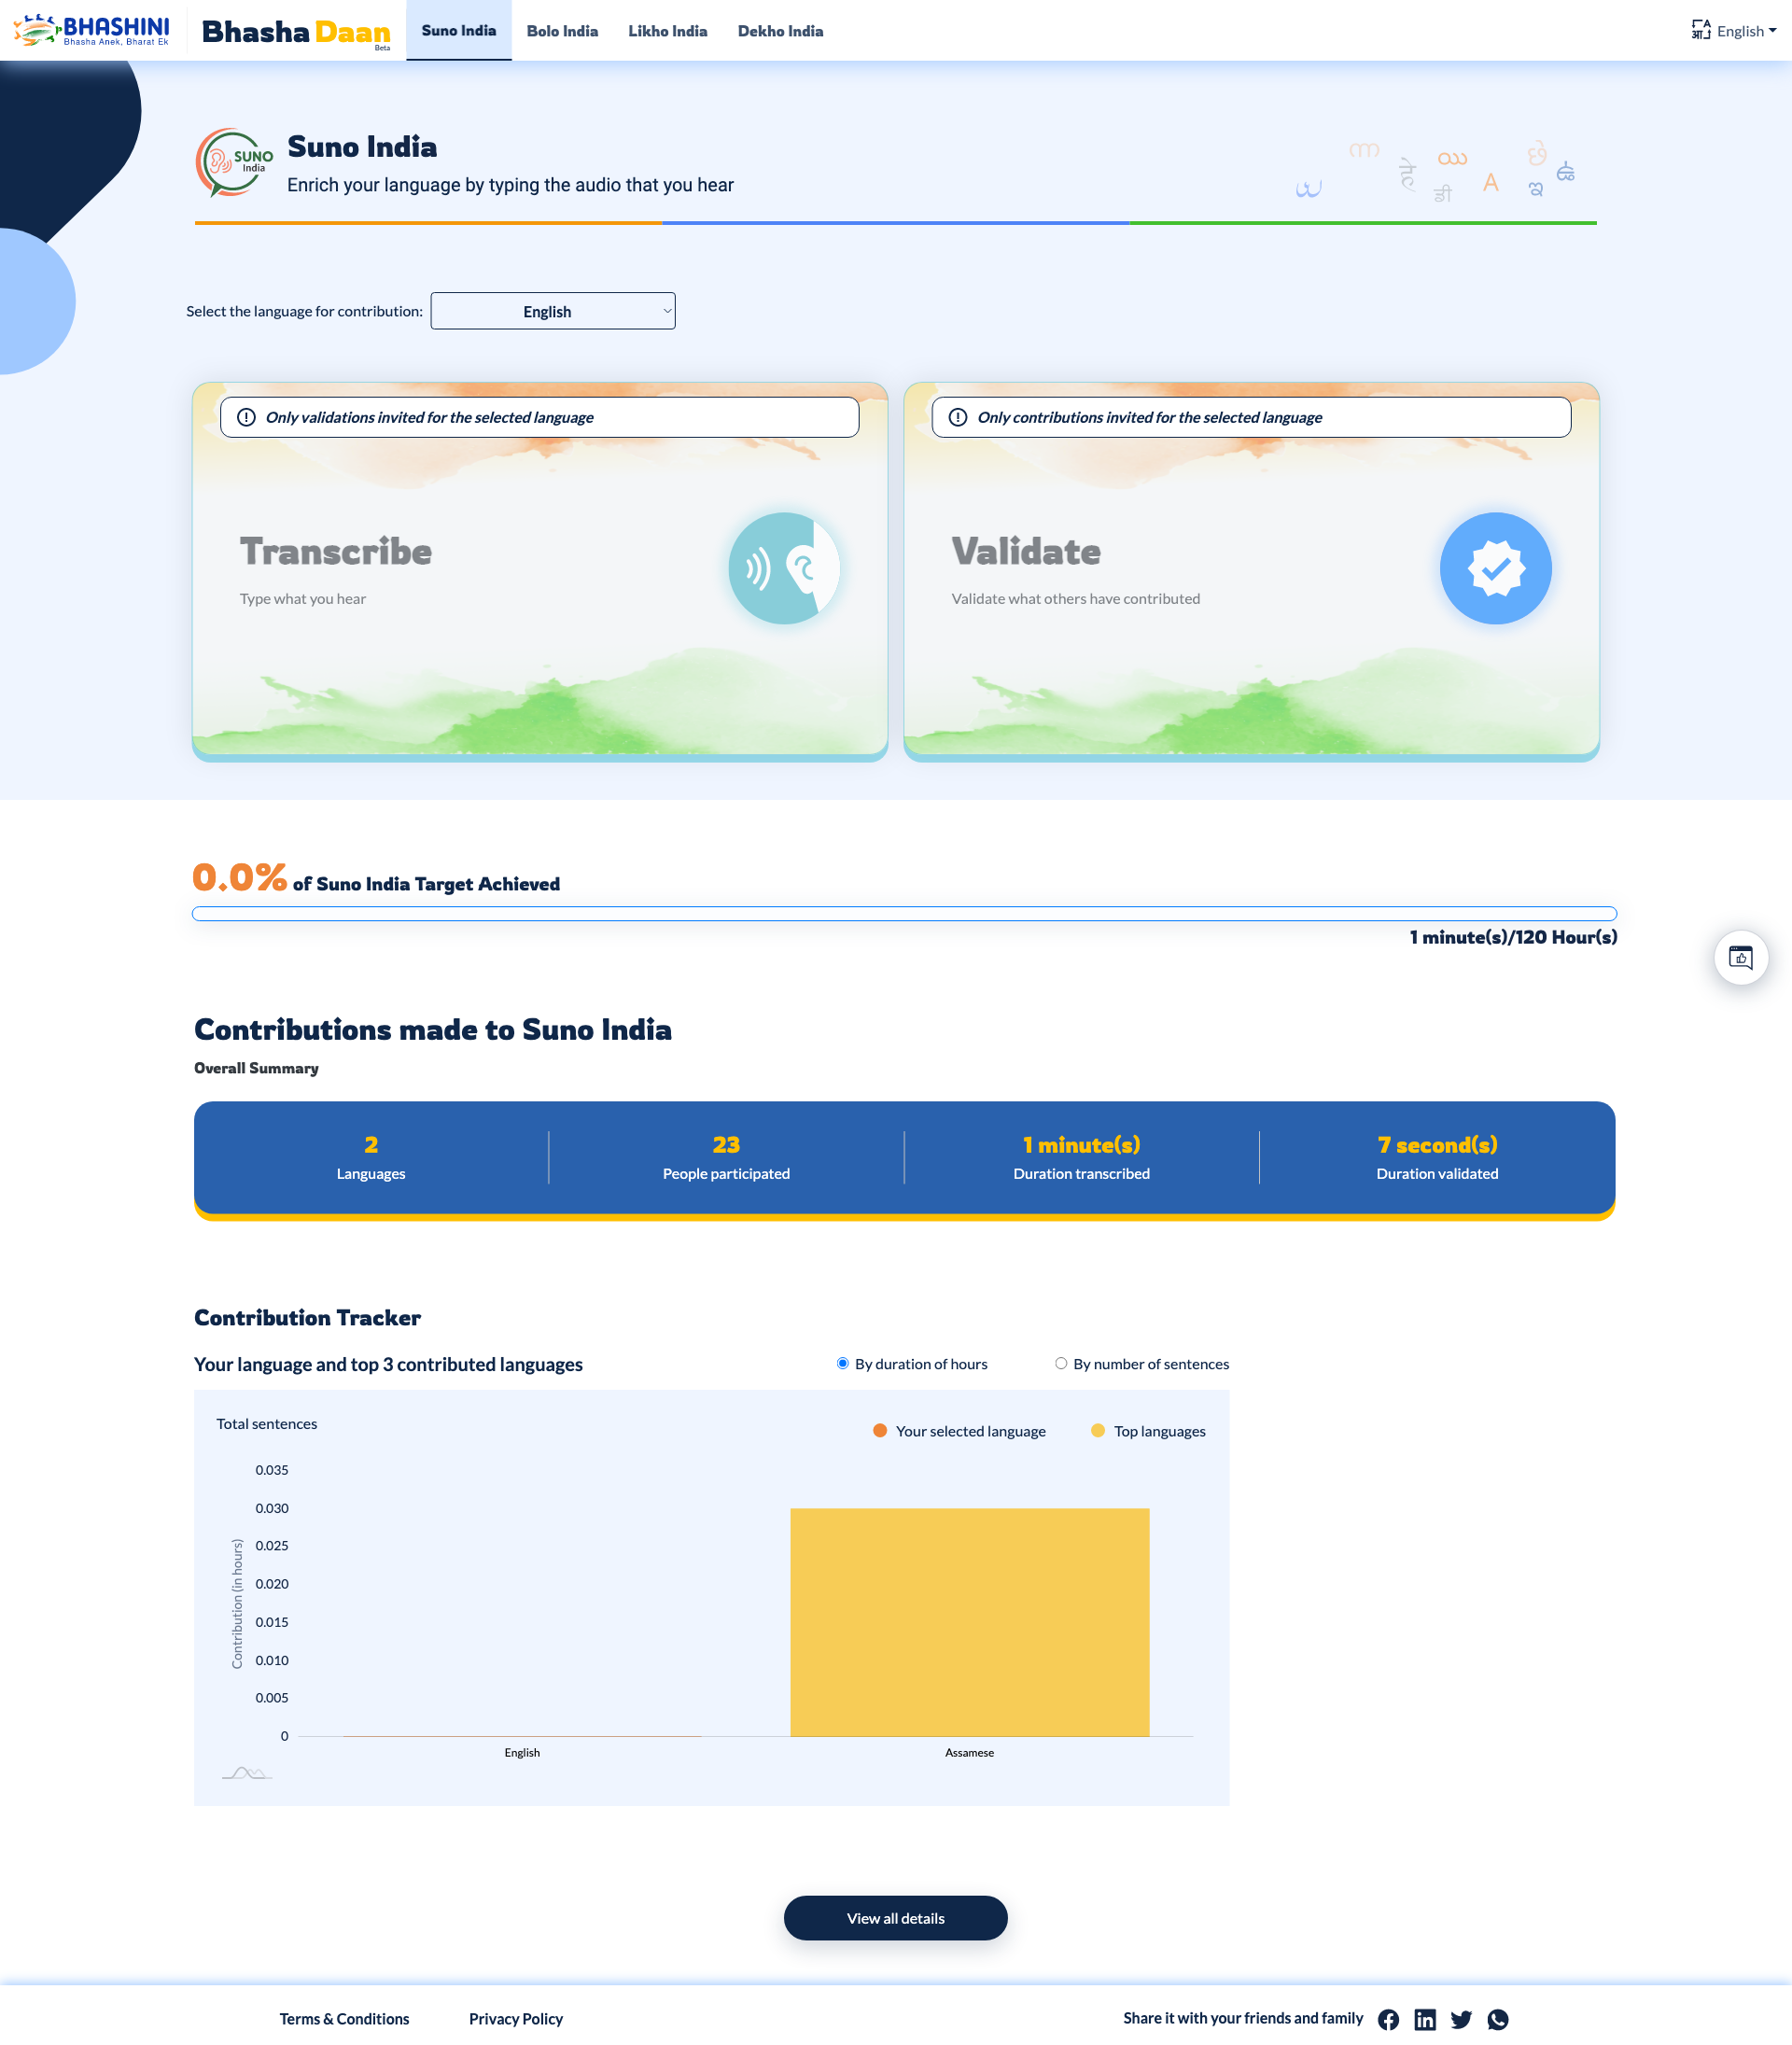 BHASHINI
Bhasha Anek, Bharat Ek
Bhasha Daan
Beta
Suno India
Bolo India
Likho India
Dekho India
English
SUNO
India
Suno India
Enrich your language by typing the audio that you hear
Select the language for contribution:
English
Only validations invited for the selected language
Only contributions invited for the selected language
Transcribe
Type what you hear
Validate
Validate what others have contributed
0.0% of Suno India Target Achieved
1 minute(s)/120 Hour(s)
Contributions made to Suno India
Overall Summary
2
Languages
23
People participated
1 minute(s)
Duration transcribed
7 second(s)
Duration validated
Contribution Tracker
Your language and top 3 contributed languages
By duration of hours
By number of sentences
Total sentences
Your selected language
Top languages
Contribution (in hours)
0.035
0.030
0.025
0.020
0.015
0.010
0.005
0
English
Assamese
View all details
Terms & Conditions
Privacy Policy
Share it with your friends and family